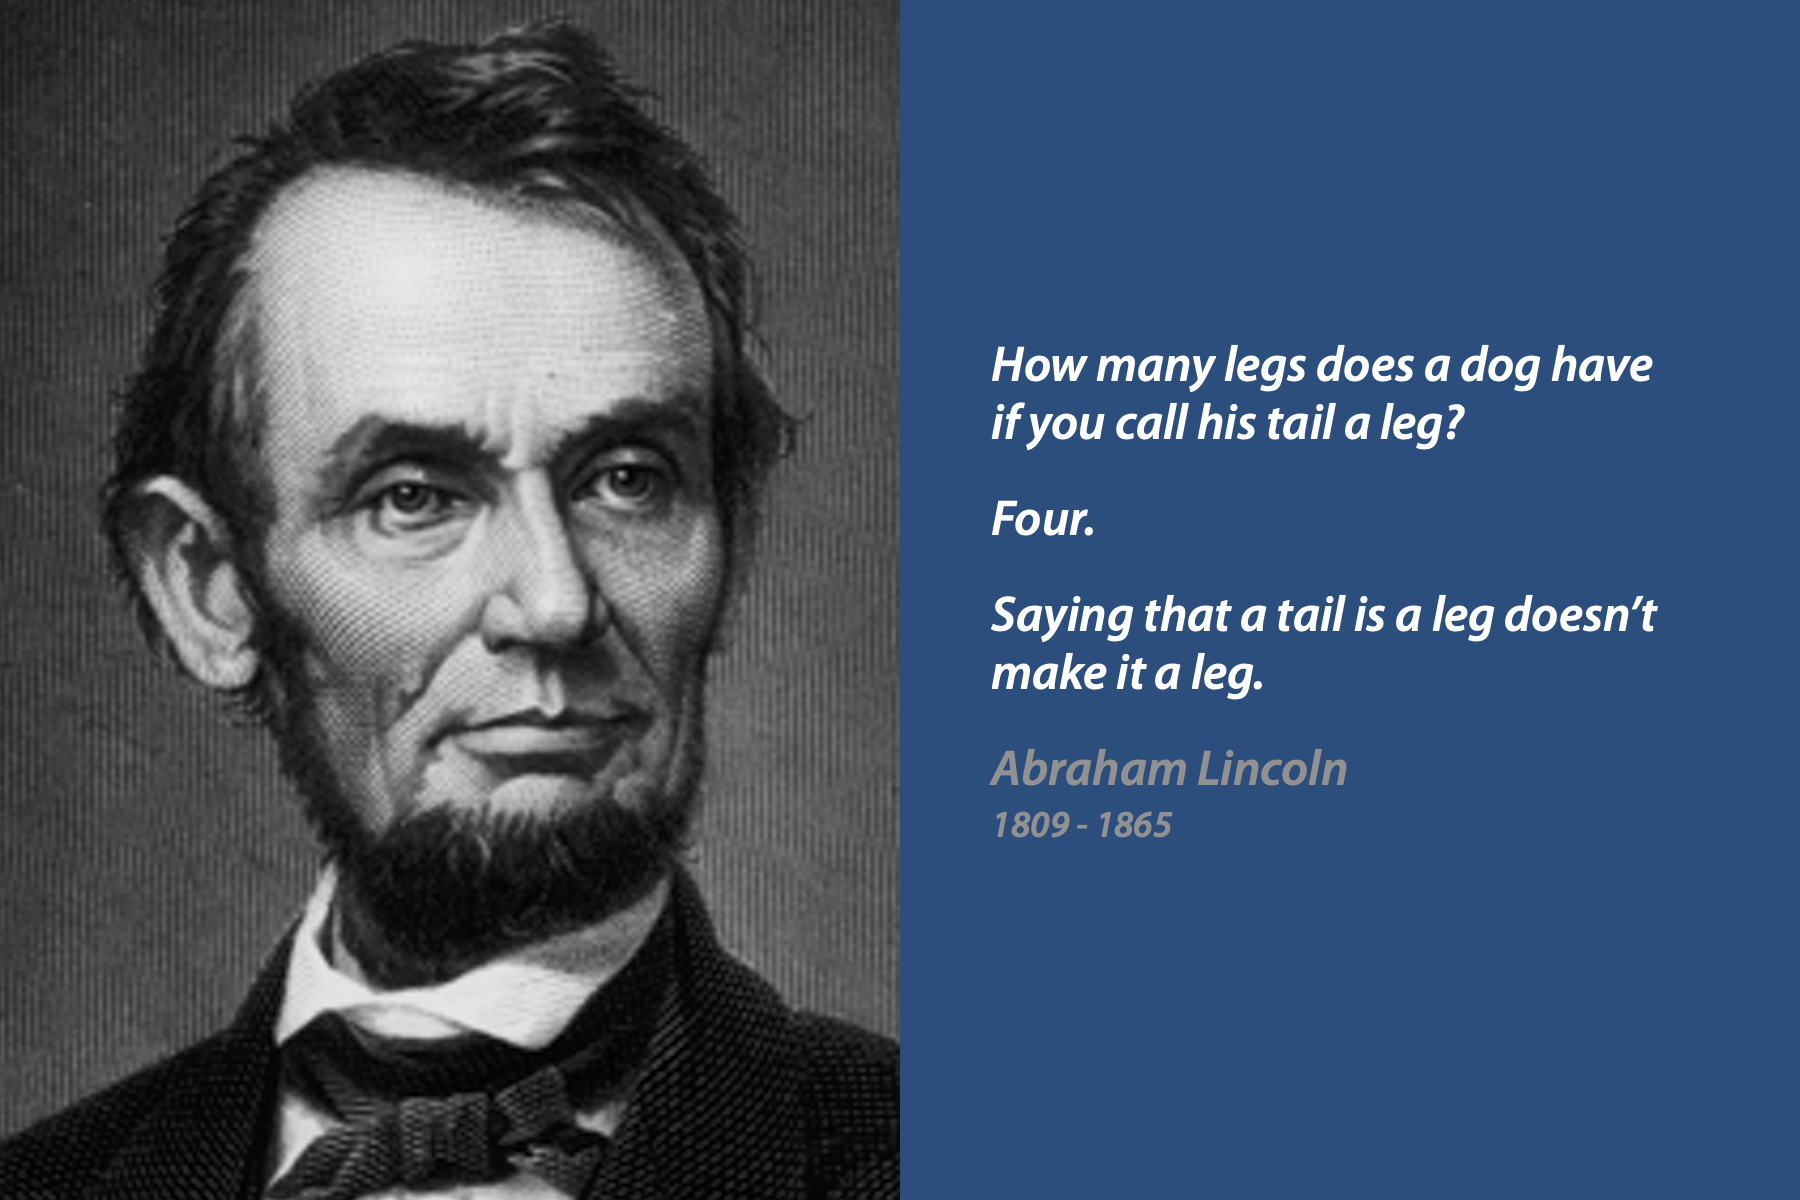 How many legs does a dog have
if you call his tail a leg?
Four.
Saying that a tail is a leg doesn’t
make it a leg.
Abraham Lincoln
1809 - 1865